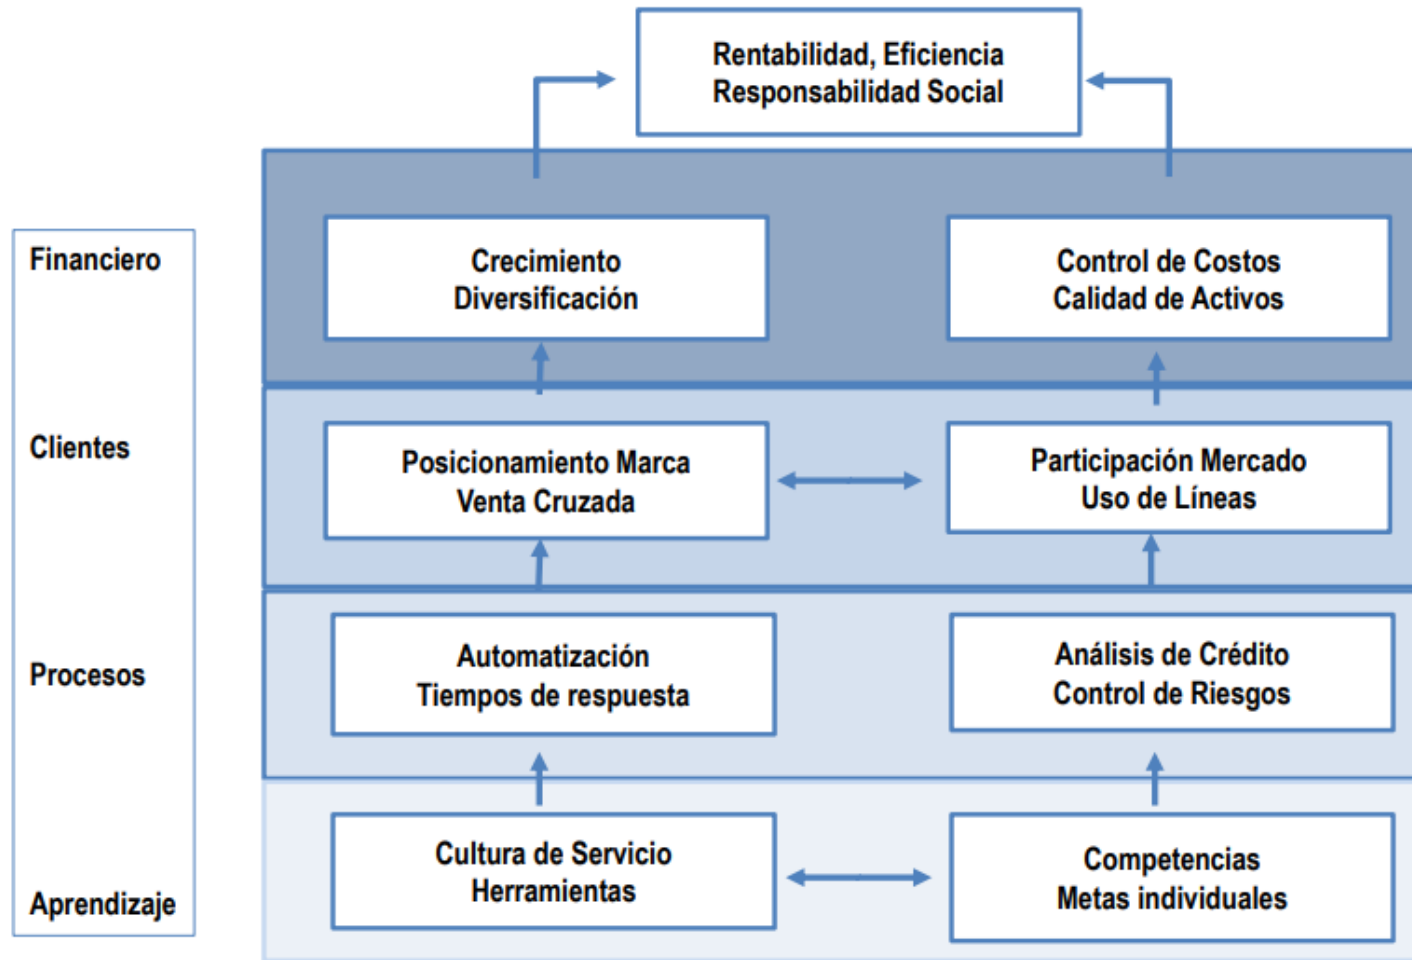 Rentabilidad, Eficiencia
Responsabilidad Social
Financiero
Crecimiento
Diversificación
Control de Costos
Calidad de Activos
Clientes
Posicionamiento Marca
Venta Cruzada
Participación Mercado
Uso de Líneas
Procesos
Automatización
Tiempos de respuesta
Análisis de Crédito
Control de Riesgos
Aprendizaje
Cultura de Servicio
Herramientas
Competencias
Metas individuales